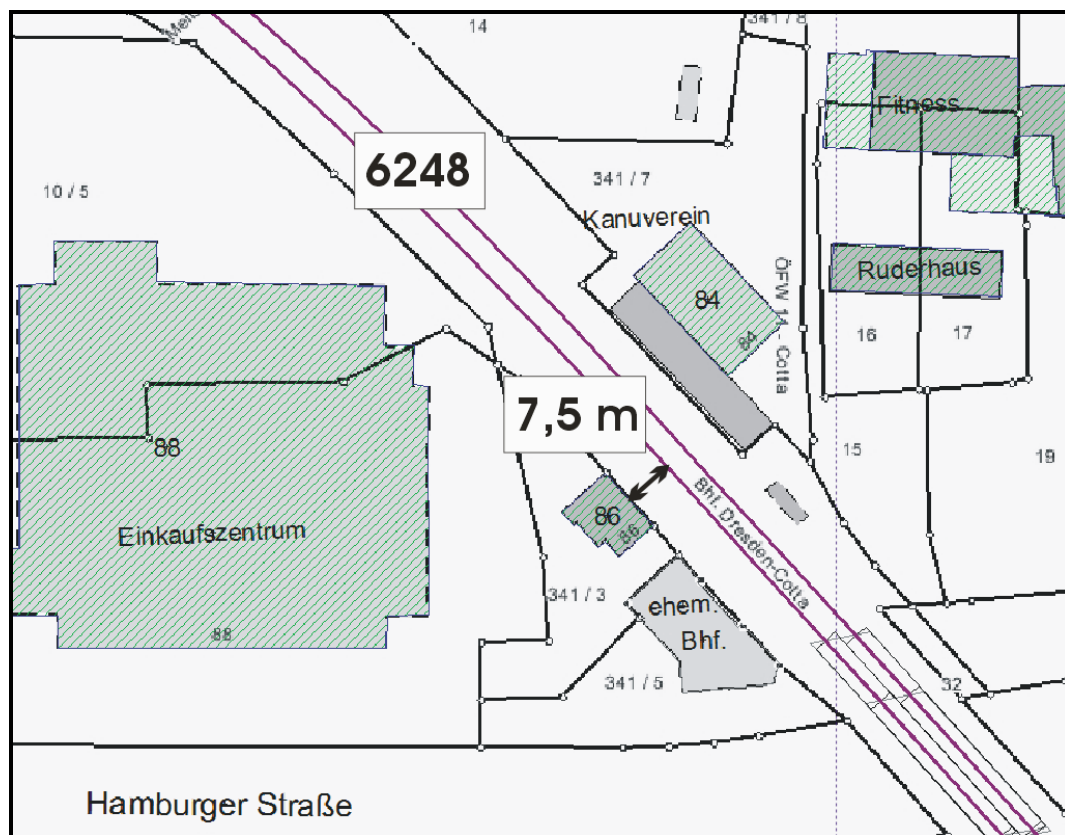 341 / 8
14
Fitness
6248
10 / 5
341 / 7
Kanuverein
ÖFW 14 - Cotta
Ruderhaus
84
84
16
17
7,5 m
88
15
19
Einkaufszentrum
86
86
Bhf. Dresden-Cotta
341 / 3
ehem.
Bhf.
88
341 / 5
32
Hamburger Straße